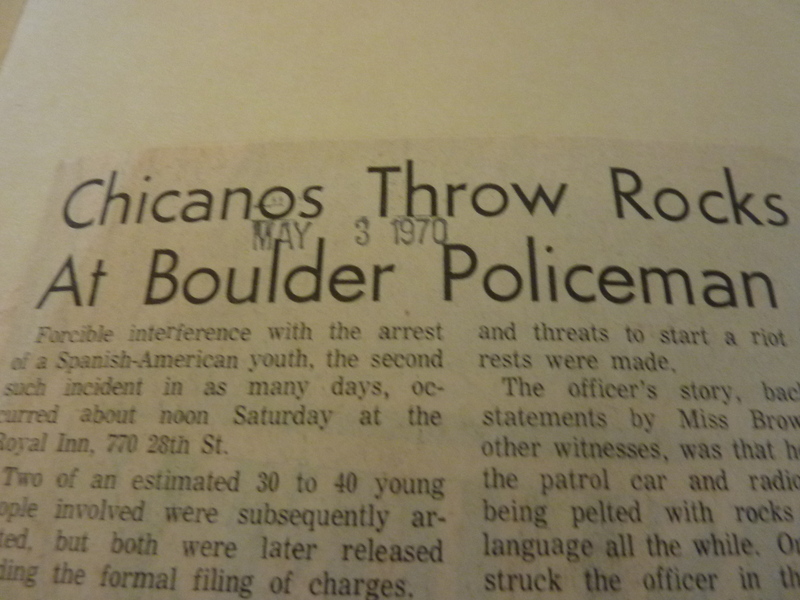 Chicanos Throw Rocks
MAY 3 1970
At Boulder Policeman
Forcible interference with the arrest
of a Spanish-American youth, the second
such incident in as many days, oc-
curred about noon Saturday at the
Royal Inn, 770 28th St.
Two of an estimated 30 to 40 young
ople involved were subsequently ar-
ted, but both were later released
ding the formal filing of charges.
and threats to start a riot
rests were made.
The officer's story, bac
statements by Miss Brow
other witnesses, was that h
the patrol car and radio
being pelted with rocks
language all the while. O
struck the officer in th